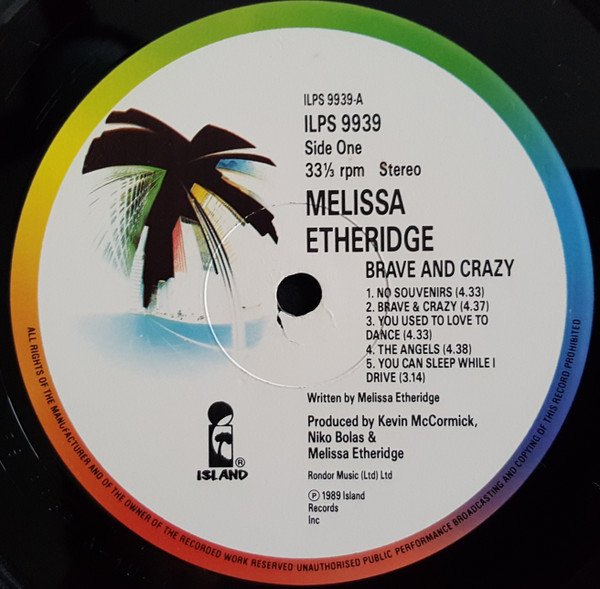 ILPS 9939-A
ILPS 9939
Side One
33⅓ rpm Stereo
MELISSA
ETHERIDGE
BRAVE AND CRAZY
1. NO SOUVENIRS (4.33)
2. BRAVE & CRAZY (4.37)
3. YOU USED TO LOVE TO
DANCE (4.33)
4. THE ANGELS (4.38)
5. YOU CAN SLEEP WHILE I
DRIVE (3.14)
Written by Melissa Etheridge
Produced by Kevin McCormick,
Niko Bolas &
Melissa Etheridge
Rondor Music (Ltd) Ltd
℗ 1989 Island
Records
Inc
®
ISLAND
ALL RIGHTS OF THE MANUFACTURER AND OF THE OWNER OF THE RECORDED WORK RESERVED UNAUTHORISED PUBLIC PERFORMANCE BROADCASTING AND COPYING OF THIS RECORD PROHIBITED